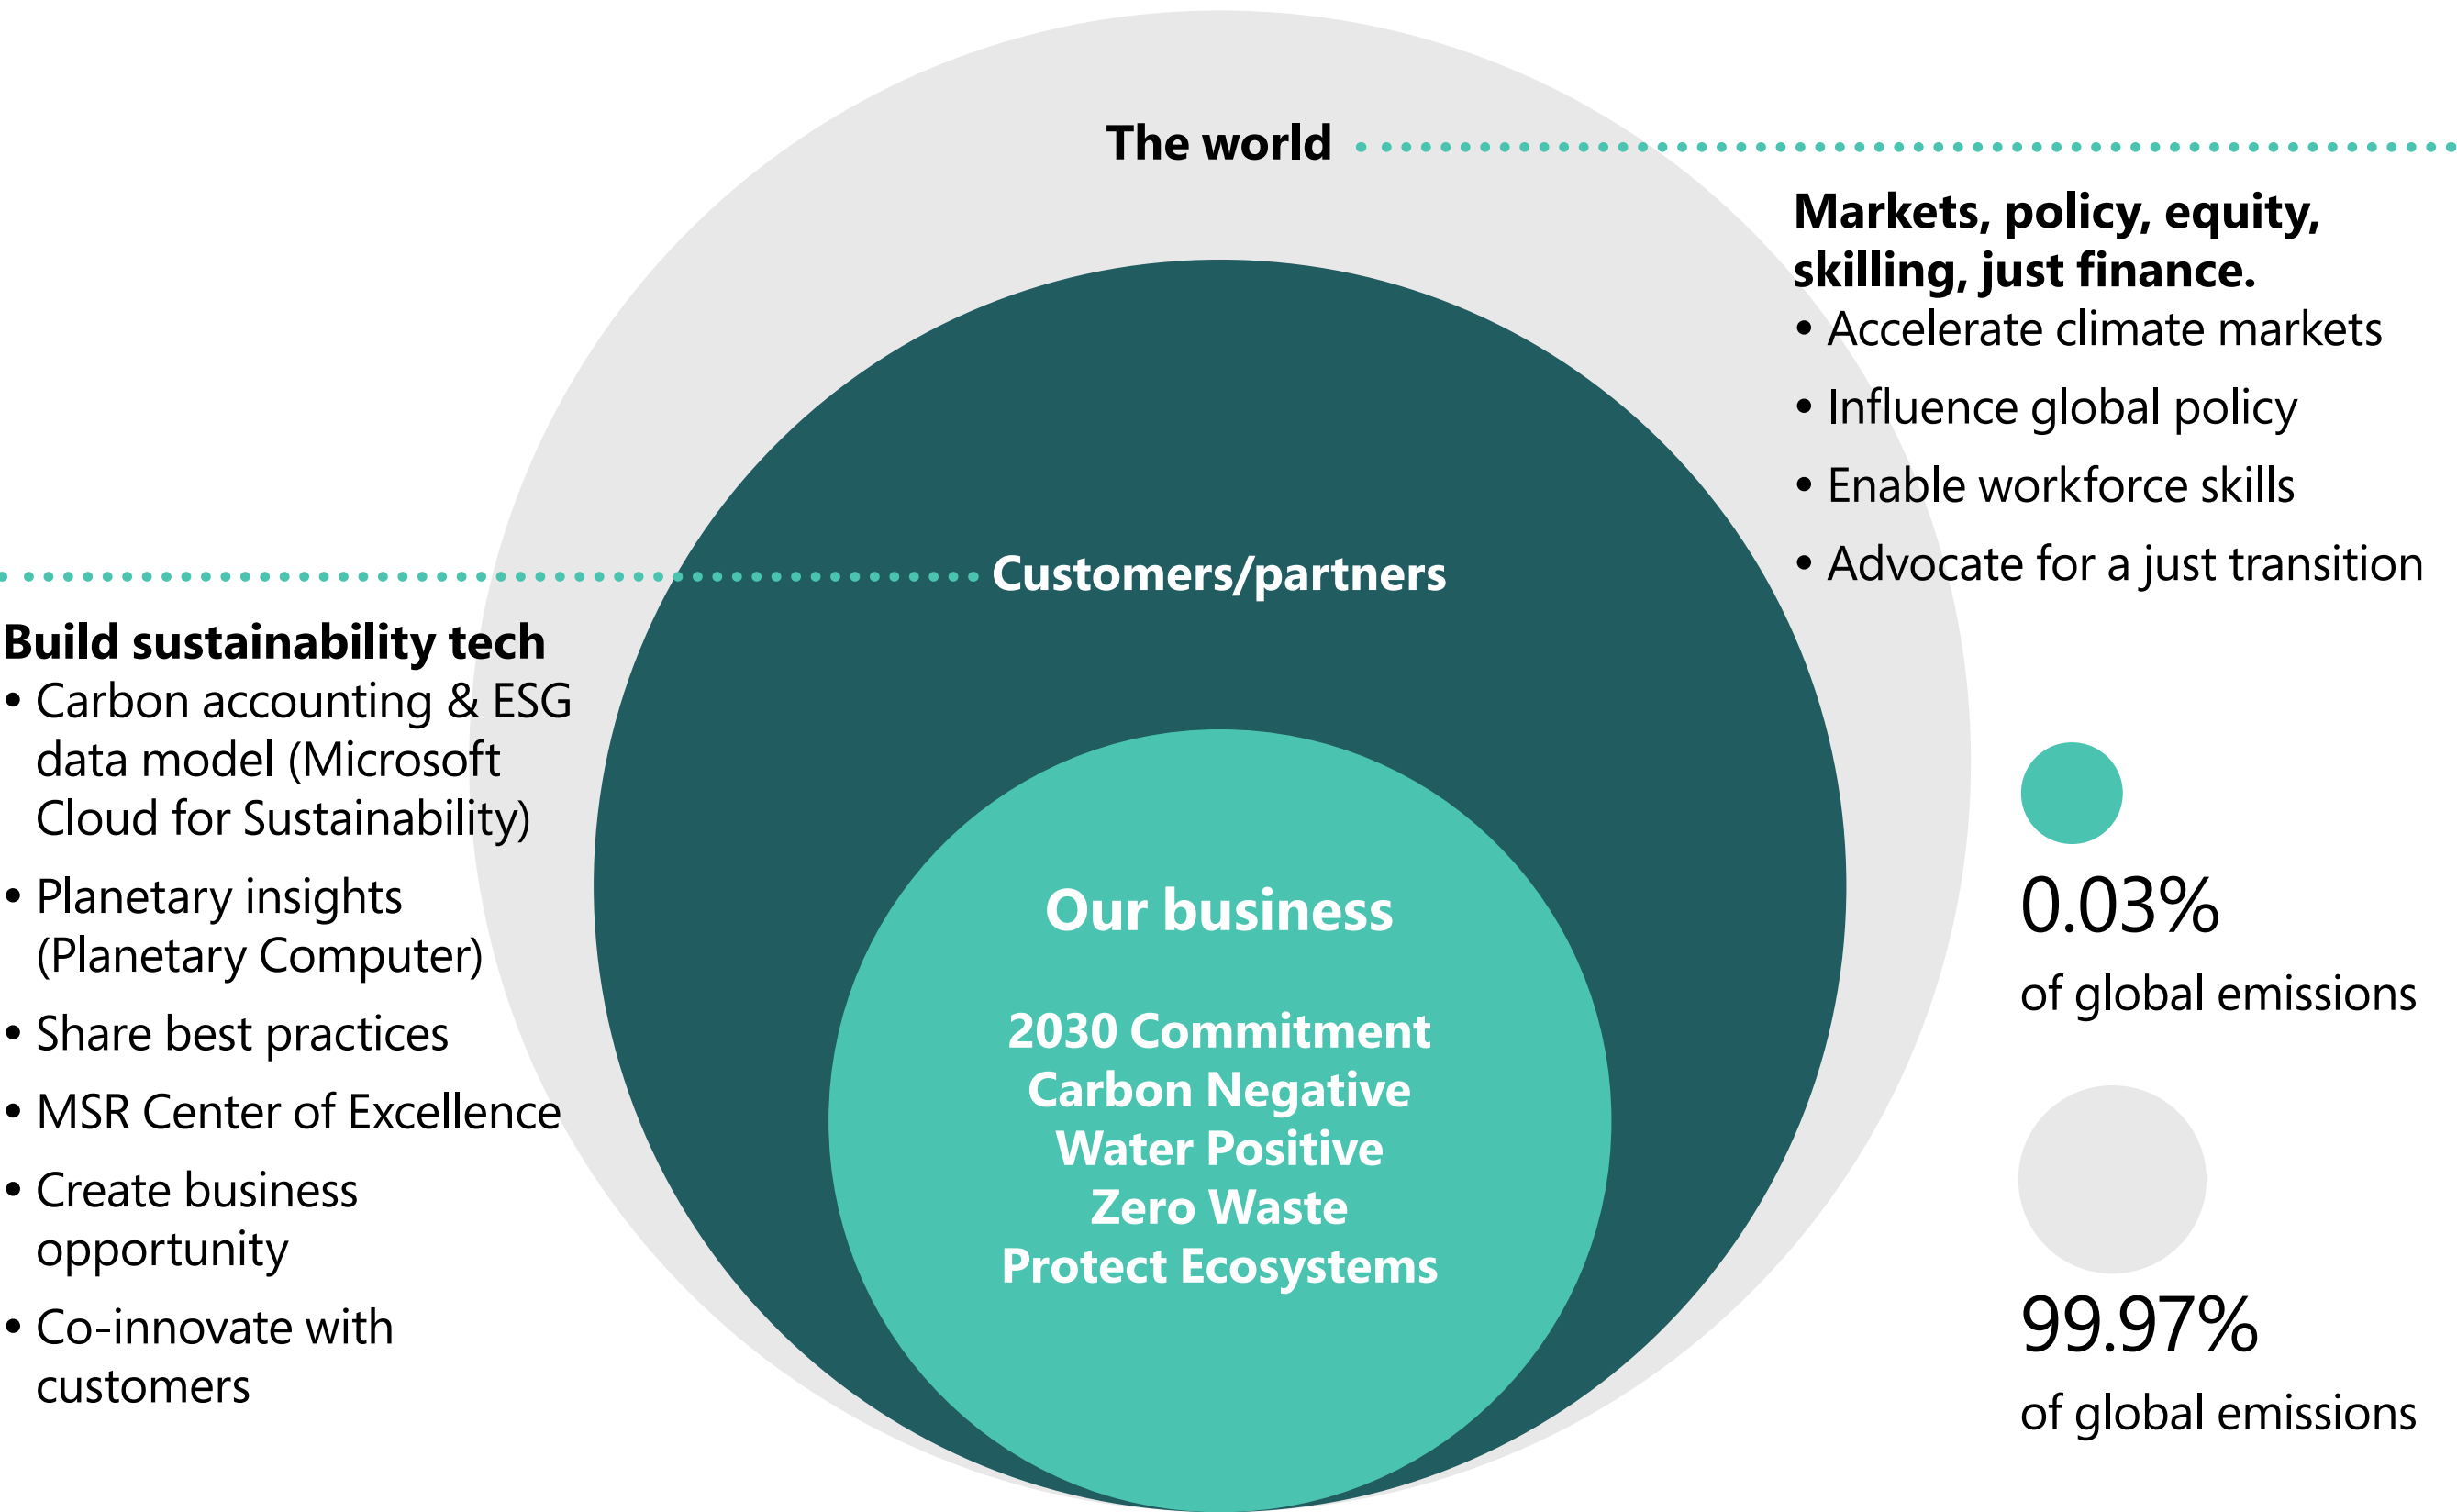 The world
Markets, policy, equity,
skilling, just finance.
• Accelerate climate markets
• Influence global policy
• Enable workforce skills
• Advocate for a just transition
Customers/partners
Build sustainability tech
• Carbon accounting & ESG
data model (Microsoft
Cloud for Sustainability)
• Planetary insights
(Planetary Computer)
• Share best practices
• MSR Center of Excellence
• Create business
opportunity
• Co-innovate with
customers
Our business
2030 Commitment
Carbon Negative
Water Positive
Zero Waste
Protect Ecosystems
0.03%
of global emissions
99.97%
of global emissions